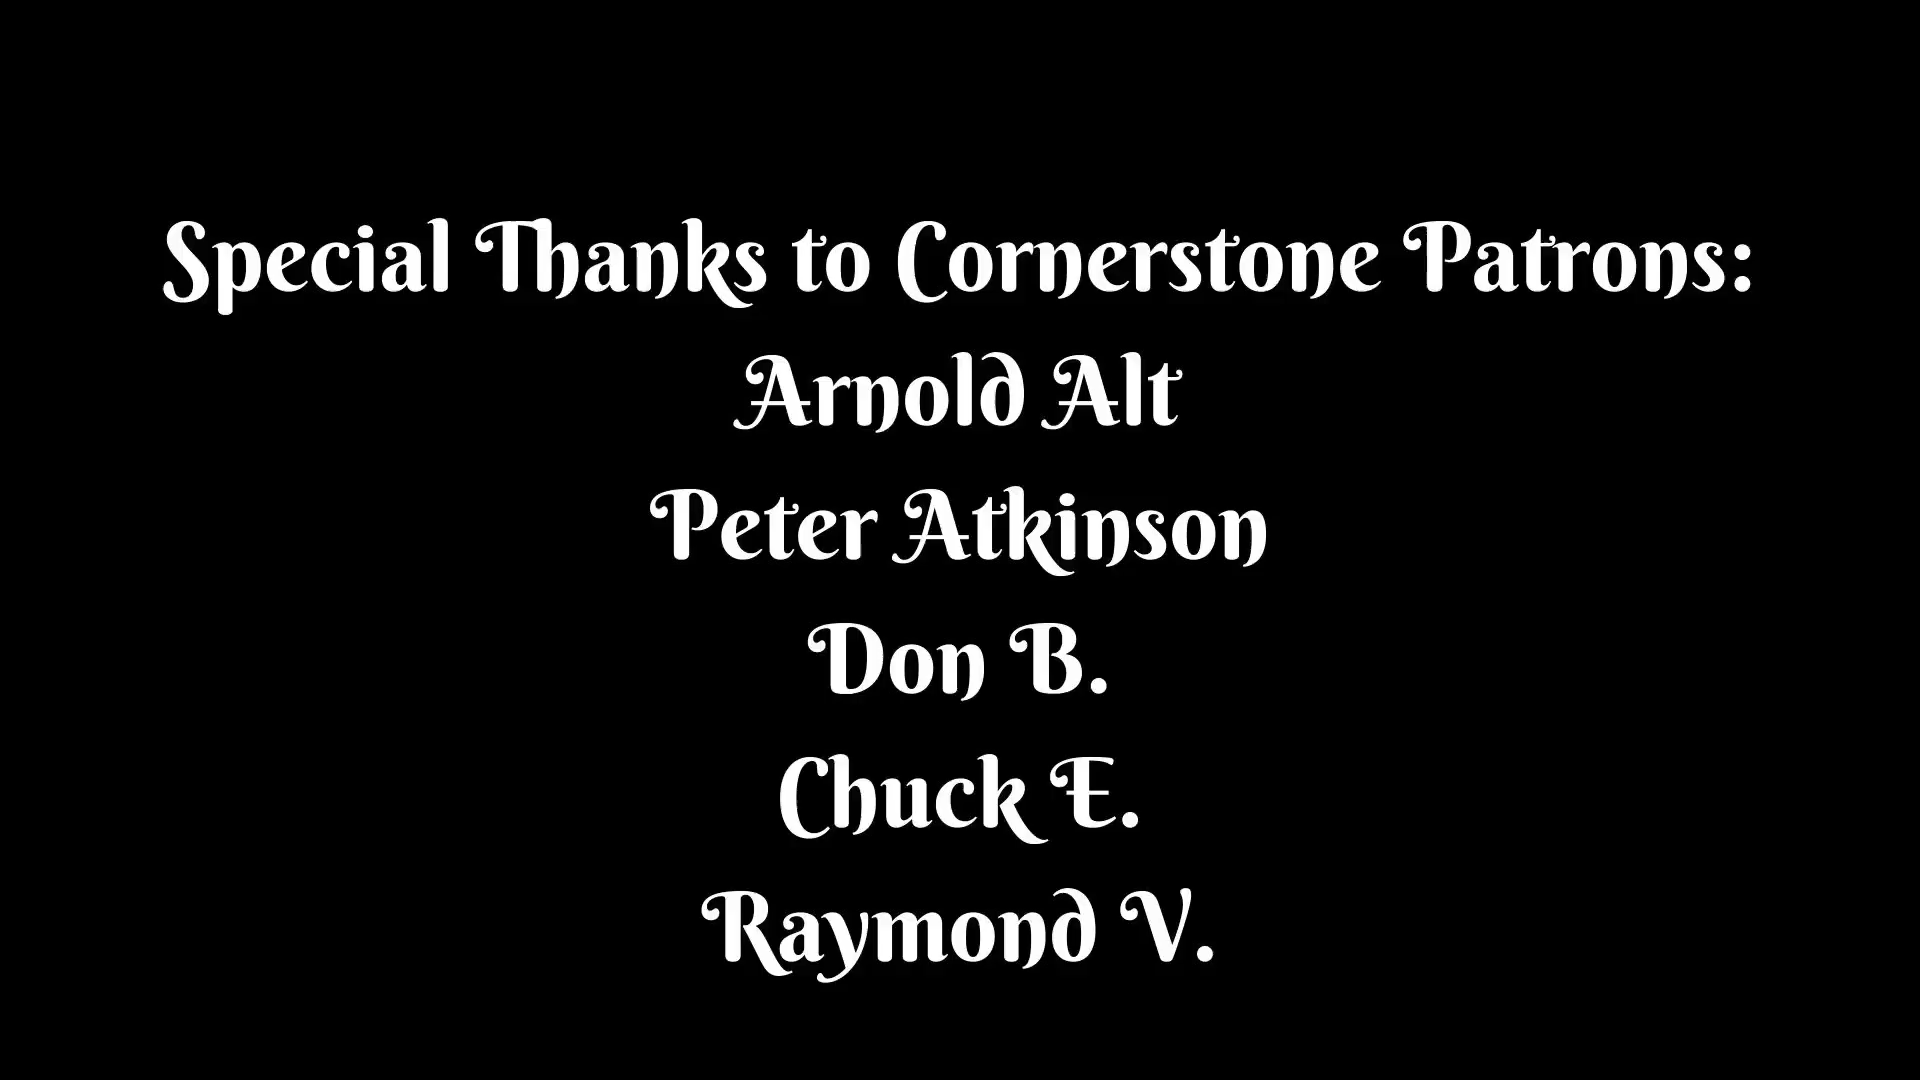 Special Thanks to Cornerstone Patrons:
Arnold Alt
Peter Atkinson
Don B.
Chuck E.
Raymond V.